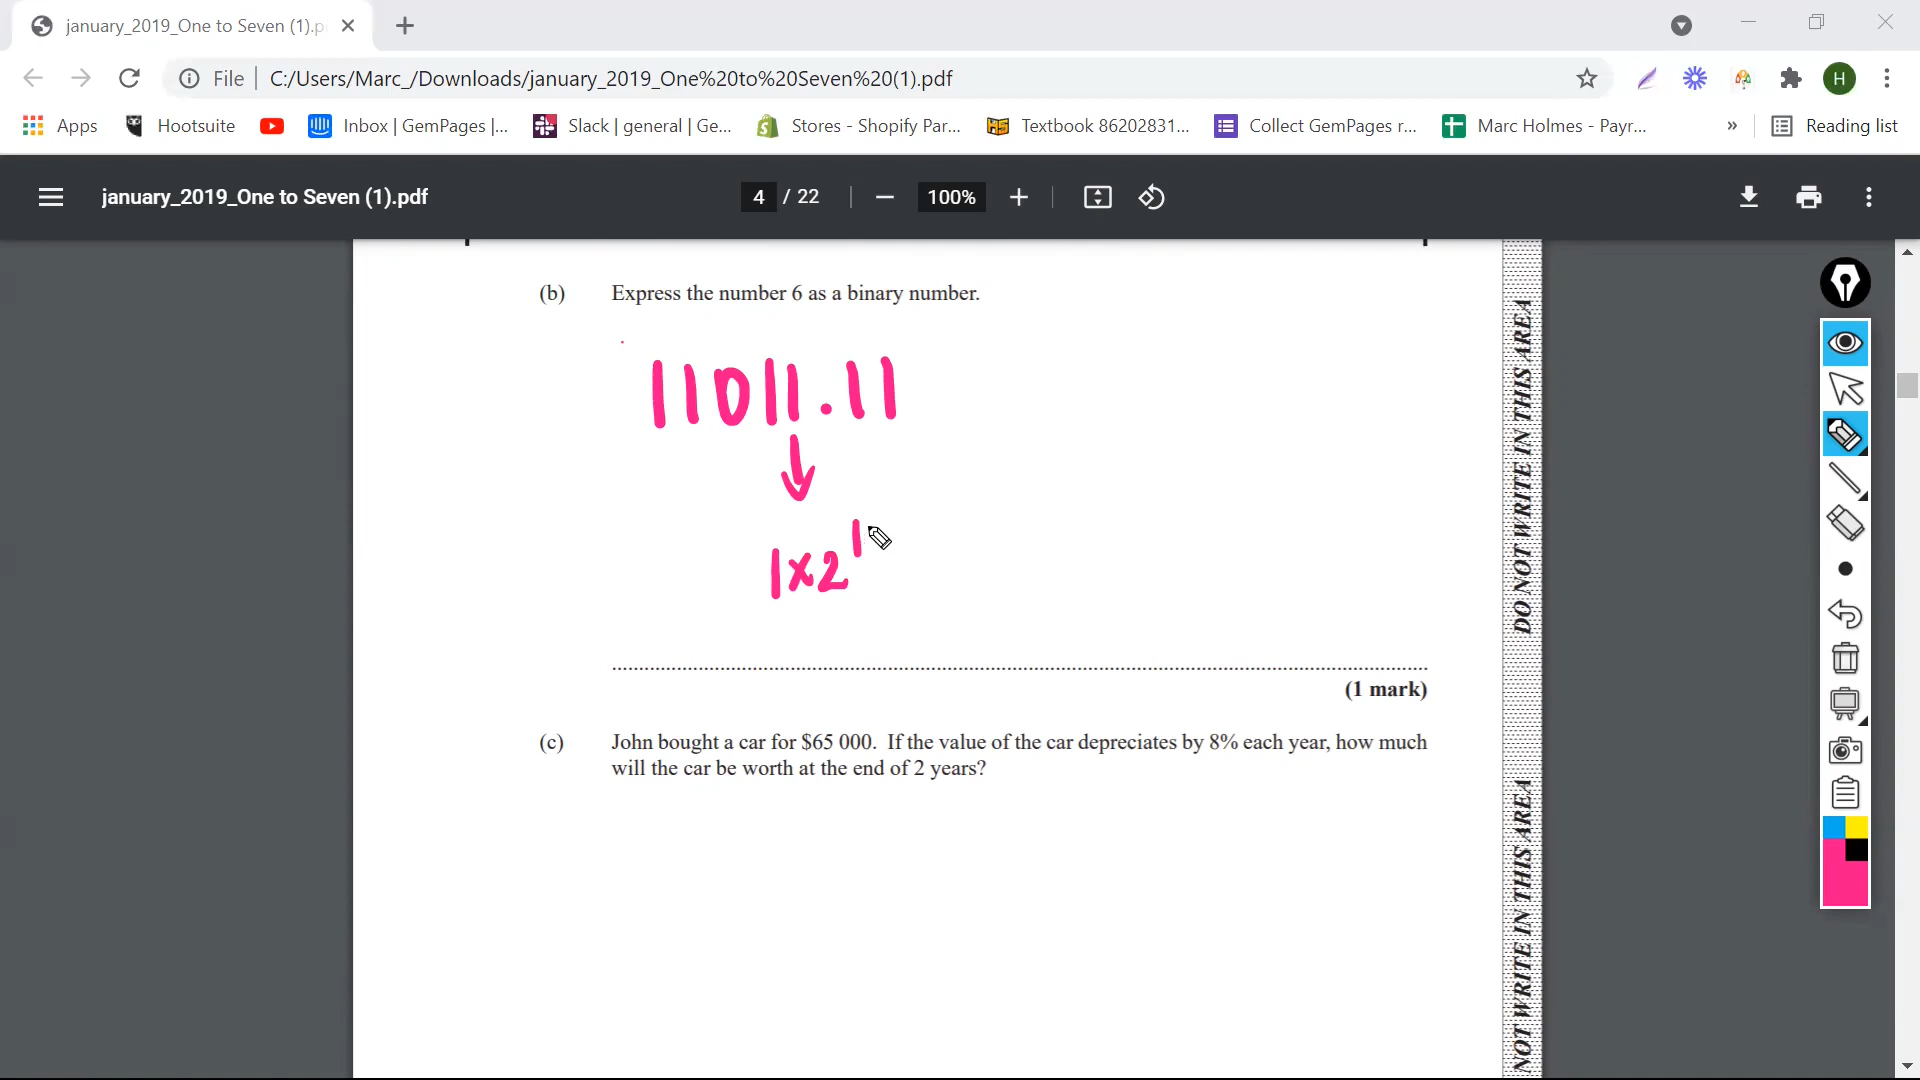 january_2019_One to Seven (1).p
File C:/Users/Marc_/Downloads/january_2019_One%20to%20Seven%20(1).pdf H
Apps Hootsuite Inbox | GemPages |... Slack | general | Ge... Stores - Shopify Par... Textbook 86202831... Collect GemPages r... Marc Holmes - Payr... » Reading list
january_2019_One to Seven (1).pdf 4 / 22 100%
(b) Express the number 6 as a binary number.
11011.11
1x2^1
(1 mark)
(c) John bought a car for $65 000. If the value of the car depreciates by 8% each year, how much
will the car be worth at the end of 2 years?
DO NOT WRITE IN THIS AREA
NOT WRITE IN THIS AREA